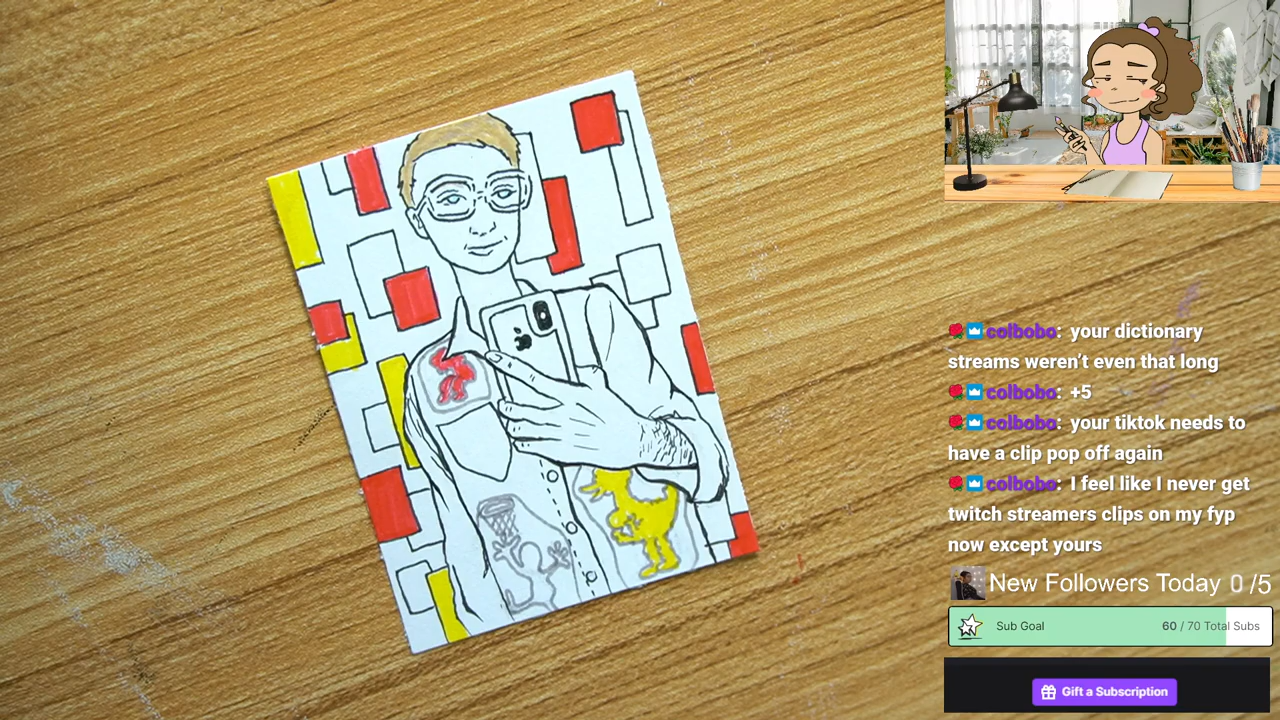 colbobo: your dictionary
streams weren't even that long
colbobo: +5
colbobo: your tiktok needs to
have a clip pop off again
colbobo: I feel like I never get
twitch streamers clips on my fyp
now except yours
New Followers Today 0 /5
Sub Goal 60 / 70 Total Subs
Gift a Subscription